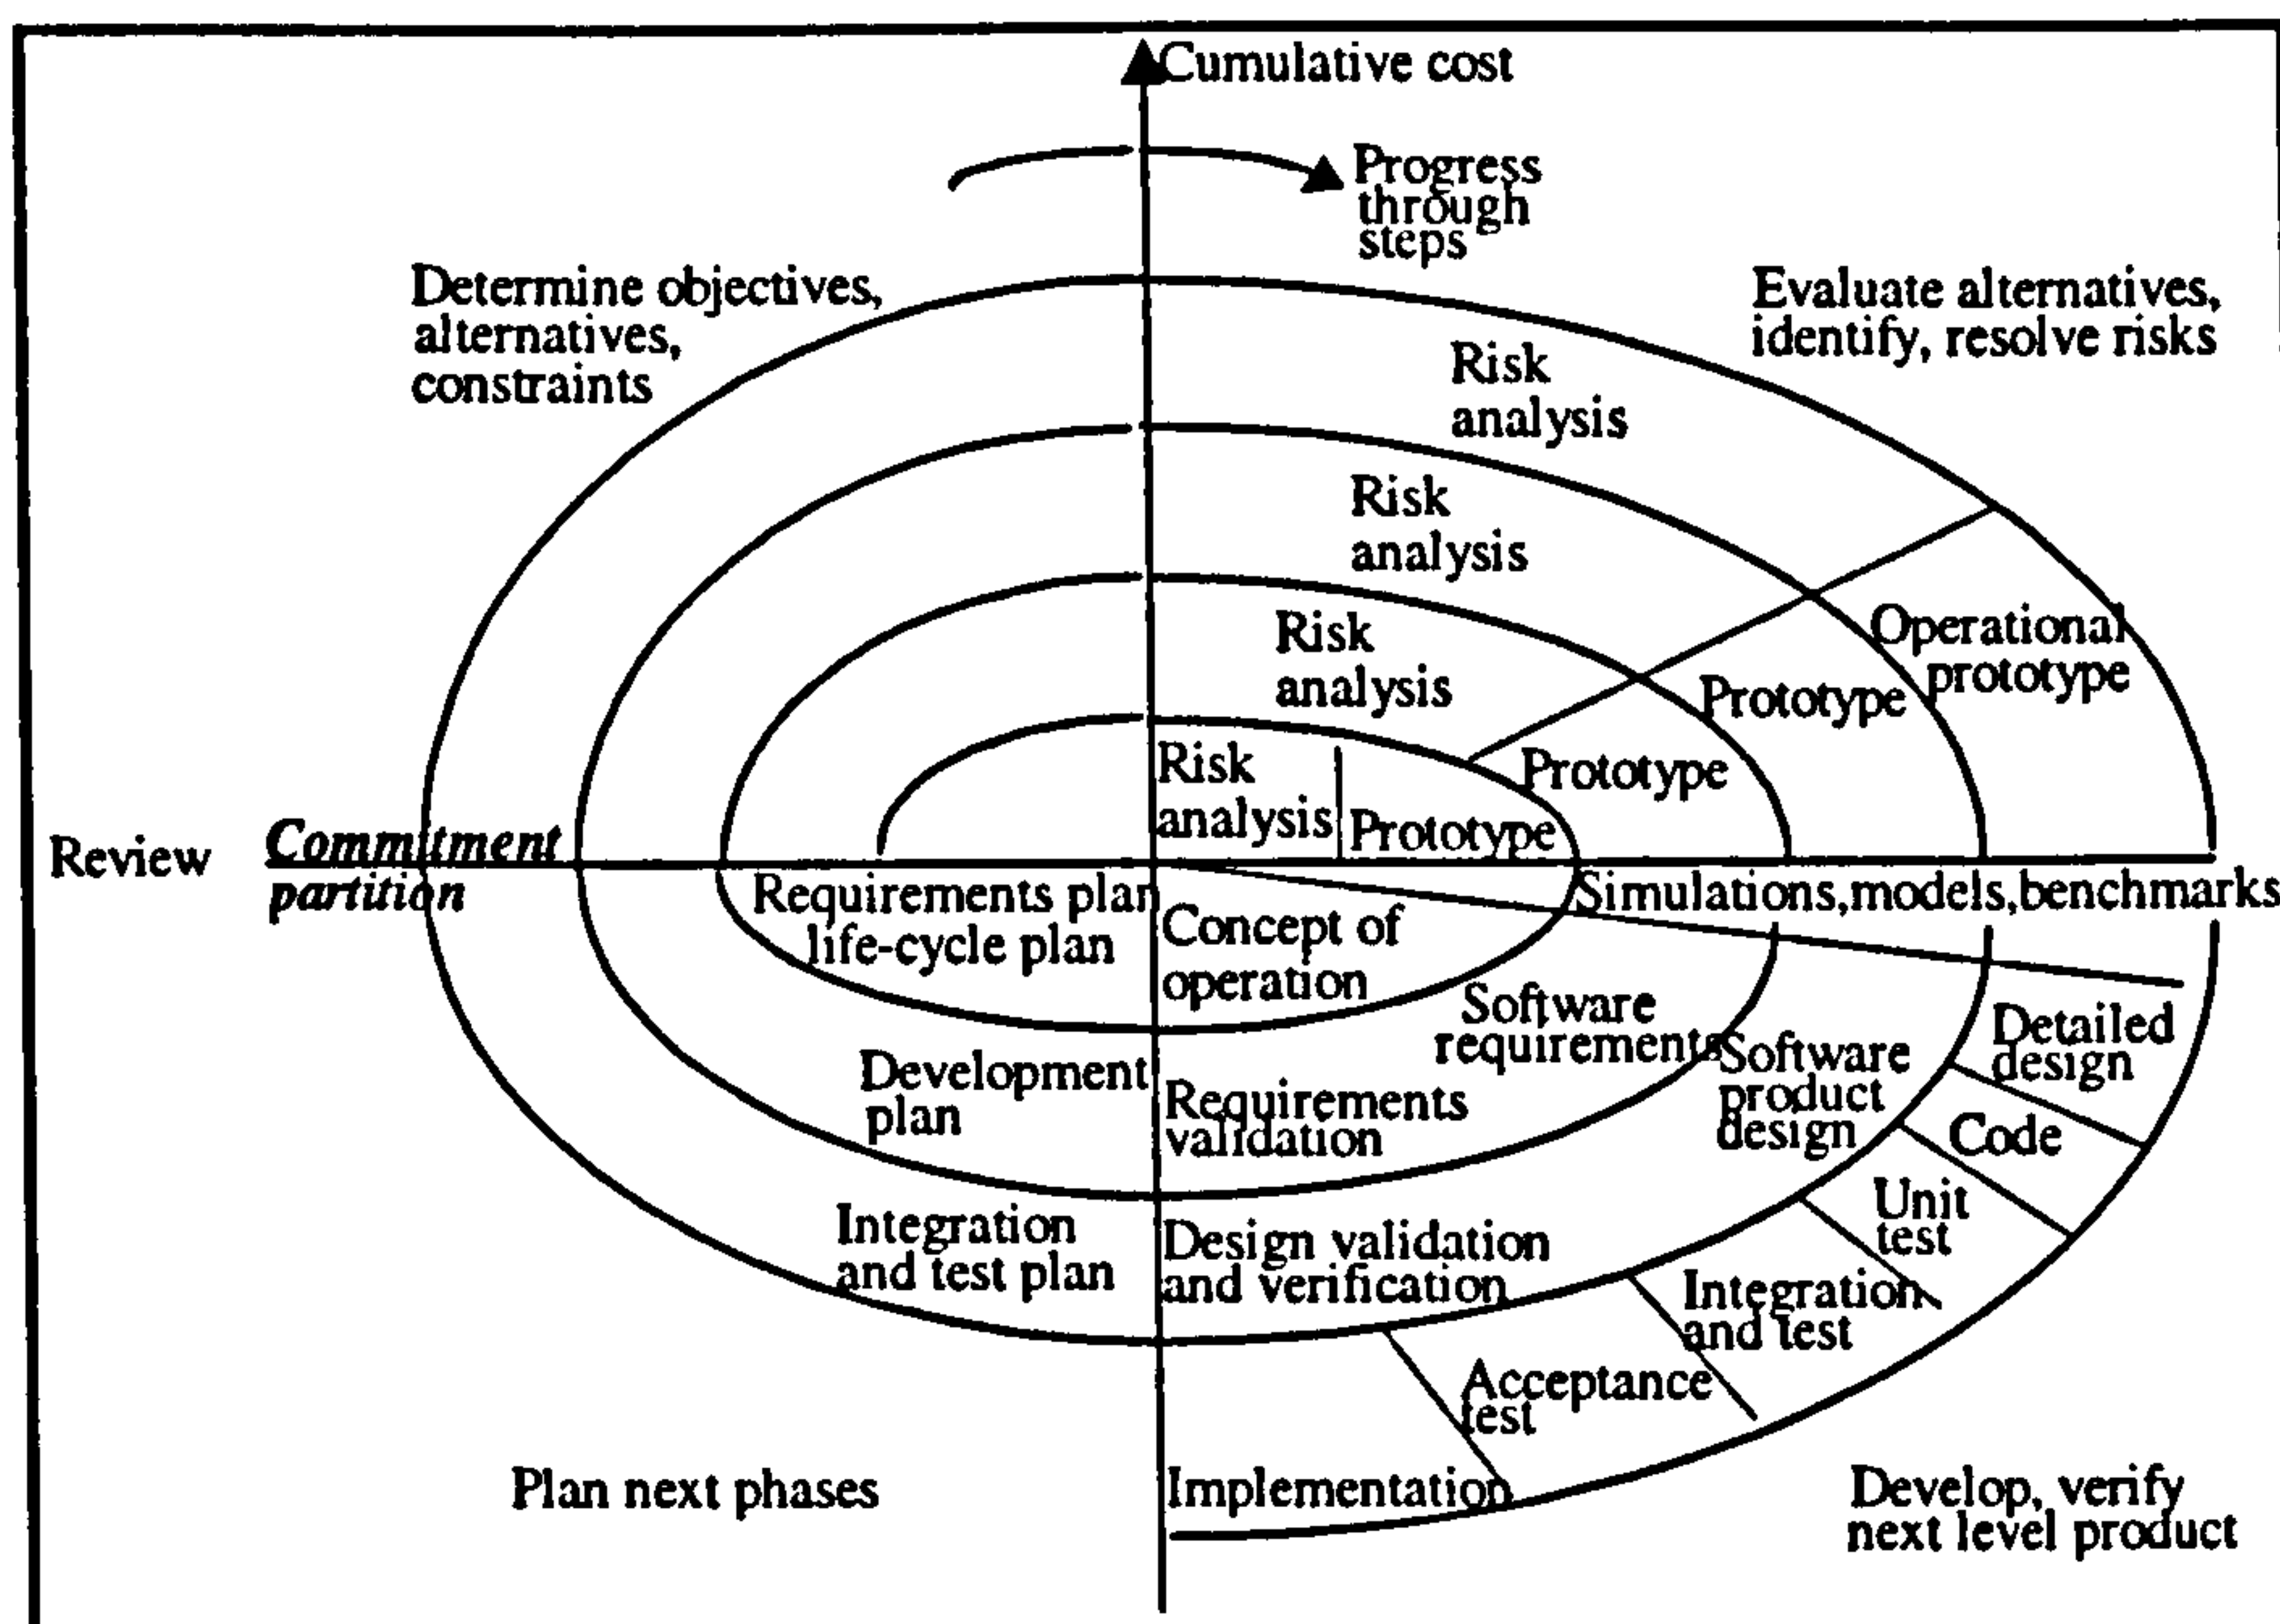 Cumulative cost
Progress
through
steps
Determine objectives,
alternatives,
constraints
Evaluate alternatives,
identify, resolve risks
Risk
analysis
Risk
analysis
Risk
analysis
Risk
analysis
Operational
prototype
Prototype
Prototype
Prototype
Review
Commitment
partition
Requirements plan
life-cycle plan
Concept of
operation
Simulations,models,benchmarks
Software
requirements
Software
product
design
Detailed
design
Development
plan
Requirements
validation
Code
Unit
test
Integration
and test plan
Design validation
and verification
Integration
and test
Acceptance
test
Plan next phases
Implementation
Develop, verify
next level product